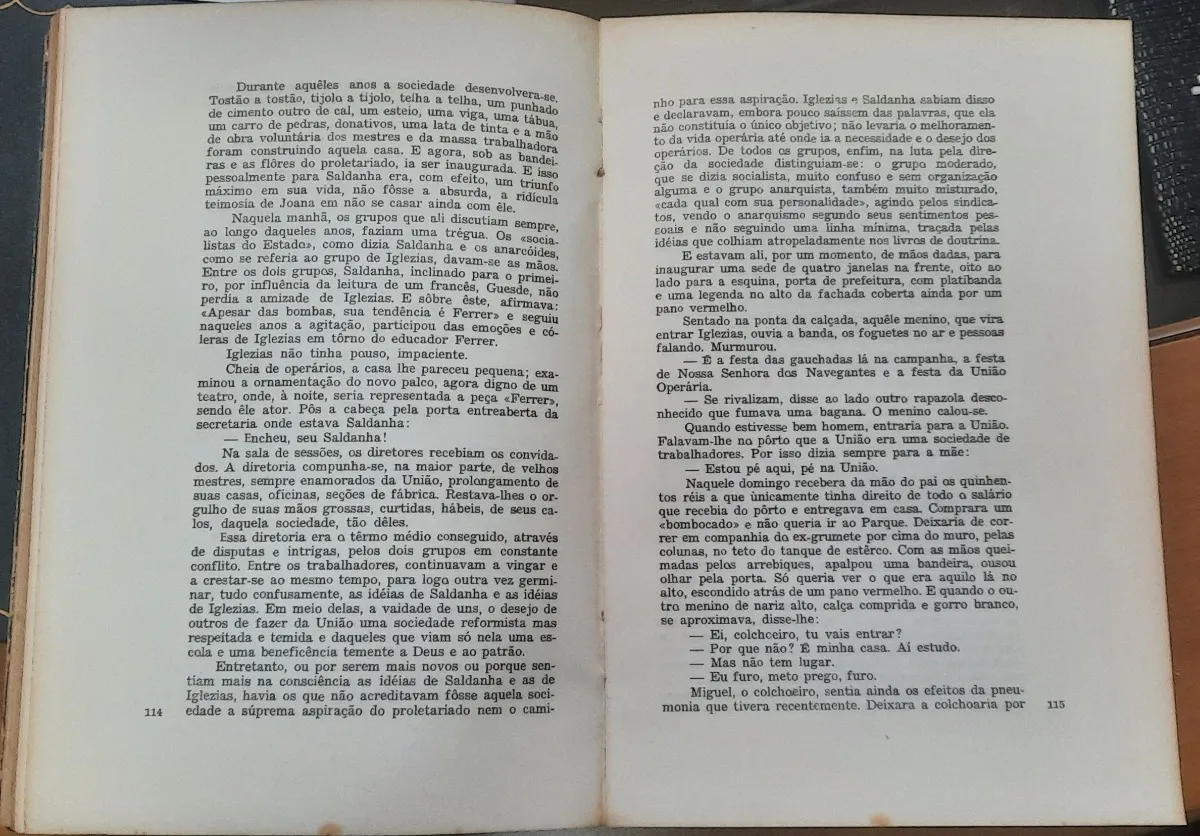 Durante aquêles anos a sociedade desenvolvera-se.
Tostão a tostão, tijolo a tijolo, telha a telha, um punhado
de cimento outro de cal, um esteio, uma viga, uma tábua,
um carro de pedras, donativos, uma lata de tinta e a mão
de obra voluntária dos mestres e da massa trabalhadora
foram construindo aquela casa. E agora, sob as bandei-
ras e as flôres do proletariado, ia ser inaugurada. E isso
pessoalmente para Saldanha era, com efeito, um triunfo
máximo em sua vida, não fôsse a absurda, a ridícula
teimosia de Joana em não se casar ainda com êle.
Naquela manhã, os grupos que ali discutiam sempre,
ao longo daqueles anos, faziam uma trégua. Os «socia-
listas do Estado», como dizia Saldanha e os anarcóides,
como se referia ao grupo de Iglezias, davam-se as mãos.
Entre os dois grupos, Saldanha, inclinado para o primei-
ro, por influência da leitura de um francês, Guesde, não
perdia a amizade de Iglezias. E sôbre êste, afirmava:
«Apesar das bombas, sua tendência é Ferrer» e seguiu
naqueles anos a agitação, participou das emoções e có-
leras de Iglezias em tôrno do educador Ferrer.
Iglezias não tinha pouso, impaciente.
Cheia de operários, a casa lhe pareceu pequena; exa-
minou a ornamentação do novo palco, agora digno de um
teatro, onde, à noite, seria representada a peça «Ferrer»,
sendo êle ator. Pôs a cabeça pela porta entreaberta da
secretaria onde estava Saldanha:
— Encheu, seu Saldanha!
Na sala de sessões, os diretores recebiam os convida-
dos. A diretoria compunha-se, na maior parte, de velhos
mestres, sempre enamorados da União, prolongamento de
suas casas, oficinas, seções de fábrica. Restava-lhes o or-
gulho de suas mãos grossas, curtidas, hábeis, de seus ca-
los, daquela sociedade, tão dêles.
Essa diretoria era o têrmo médio conseguido, através
de disputas e intrigas, pelos dois grupos em constante
conflito. Entre os trabalhadores, continuavam a vingar e
a crestar-se ao mesmo tempo, para logo outra vez germi-
nar, tudo confusamente, as idéias de Saldanha e as idéias
de Iglezias. Em meio delas, a vaidade de uns, o desejo de
outros de fazer da União uma sociedade reformista mas
respeitada e temida e daqueles que viam só nela uma es-
cola e uma beneficência temente a Deus e ao patrão.
Entretanto, ou por serem mais novos ou porque sen-
tiam mais na consciência as idéias de Saldanha e as de
Iglezias, havia os que não acreditavam fôsse aquela soci-
edade a súprema aspiração do proletariado nem o cami-
114
nho para essa aspiração. Iglezias e Saldanha sabiam disso
e declaravam, embora pouco saíssem das palavras, que ela
não constituía o único objetivo; não levaria o melhoramen-
to da vida operária até onde ia a necessidade e o desejo dos
operários. De todos os grupos, enfim, na luta pela dire-
ção da sociedade distinguiam-se: o grupo moderado,
que se dizia socialista, muito confuso e sem organização
alguma e o grupo anarquista, também muito misturado,
«cada qual com sua personalidade», agindo pelos sindica-
tos, vendo o anarquismo segundo seus sentimentos pes-
soais e não seguindo uma linha mínima, traçada pelas
idéias que colhiam atropeladamente nos livros de doutrina.
E estavam ali, por um momento, de mãos dadas, para
inaugurar uma sede de quatro janelas na frente, oito ao
lado para a esquina, porta de prefeitura, com platibanda
e uma legenda no alto da fachada coberta ainda por um
pano vermelho.
Sentado na ponta da calçada, aquêle menino, que vira
entrar Iglezias, ouvia a banda, os foguetes no ar e pessoas
falando. Murmurou.
— É a festa das gauchadas lá na campanha, a festa
de Nossa Senhora dos Navegantes e a festa da União
Operária.
— Se rivalizam, disse ao lado outro rapazola desco-
nhecido que fumava uma bagana. O menino calou-se.
Quando estivesse bem homem, entraria para a União.
Falavam-lhe no pôrto que a União era uma sociedade de
trabalhadores. Por isso dizia sempre para a mãe:
— Estou pé aqui, pé na União.
Naquele domingo recebera da mão do pai os quinhen-
tos réis a que ùnicamente tinha direito de todo o salário
que recebia do pôrto e entregava em casa. Comprara um
«bombocado» e não queria ir ao Parque. Deixaria de cor-
rer em companhia do ex-grumete por cima do muro, pelas
colunas, no teto do tanque de estêrco. Com as mãos quei-
madas pelos arrebiques, apalpou uma bandeira, ousou
olhar pela porta. Só queria ver o que era aquilo lá no
alto, escondido atrás de um pano vermelho. E quando o ou-
tro menino de nariz alto, calça comprida e gorro branco,
se aproximava, disse-lhe:
— Ei, colchceiro, tu vais entrar?
— Por que não? É minha casa. Aí estudo.
— Mas não tem lugar.
— Eu furo, meto prego, furo.
Miguel, o colchoeiro, sentia ainda os efeitos da pneu-
monia que tivera recentemente. Deixara a colchoaria por
115